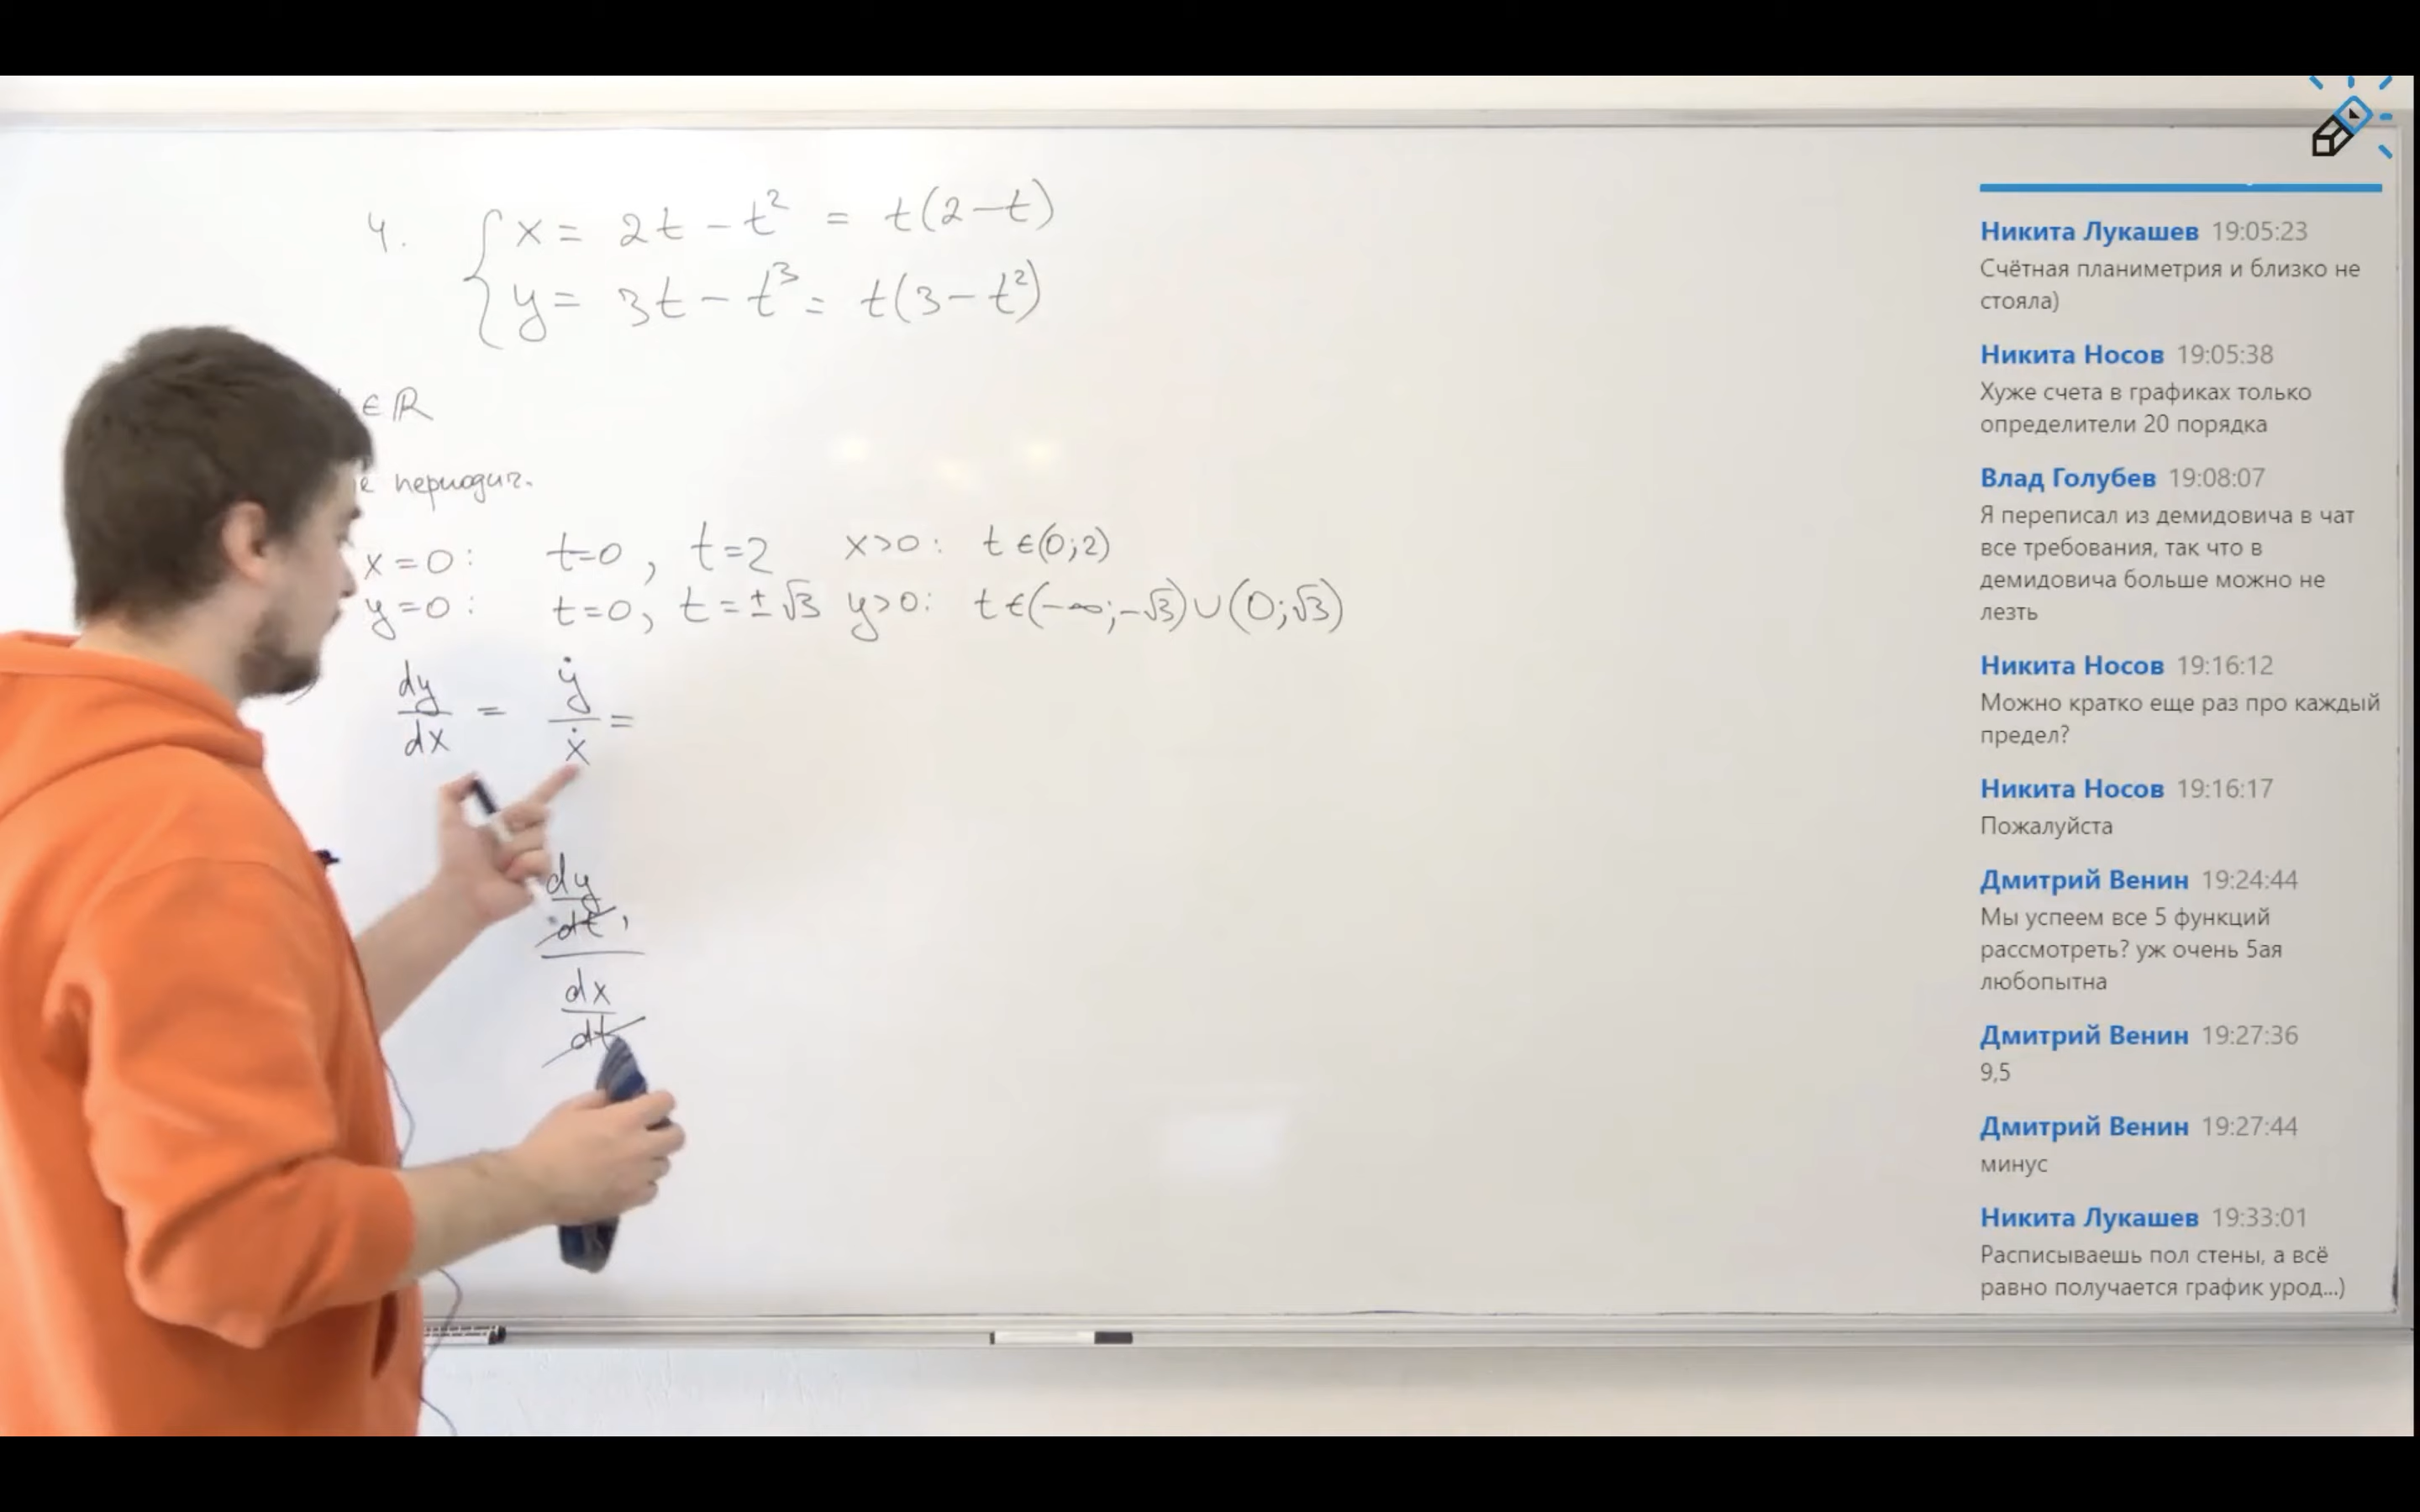 4. { x = 2t - t² = t(2-t)
y = 3t - t³ = t(3-t²)
∈ ℝ
периодич.
x=0: t=0, t=2 x>0: t∈(0;2)
y=0: t=0, t=±√3 y>0: t∈(-∞;-√3)∪(0;√3)
dy/dx = ẏ/ẋ =
dy
dt
dx
dt
Никита Лукашев 19:05:23
Счётная планиметрия и близко не
стояла)
Никита Носов 19:05:38
Хуже счета в графиках только
определители 20 порядка
Влад Голубев 19:08:07
Я переписал из демидовича в чат
все требования, так что в
демидовича больше можно не
лезть
Никита Носов 19:16:12
Можно кратко еще раз про каждый
предел?
Никита Носов 19:16:17
Пожалуйста
Дмитрий Венин 19:24:44
Мы успеем все 5 функций
рассмотреть? уж очень 5ая
любопытна
Дмитрий Венин 19:27:36
9,5
Дмитрий Венин 19:27:44
минус
Никита Лукашев 19:33:01
Расписываешь пол стены, а всё
равно получается график урод...)